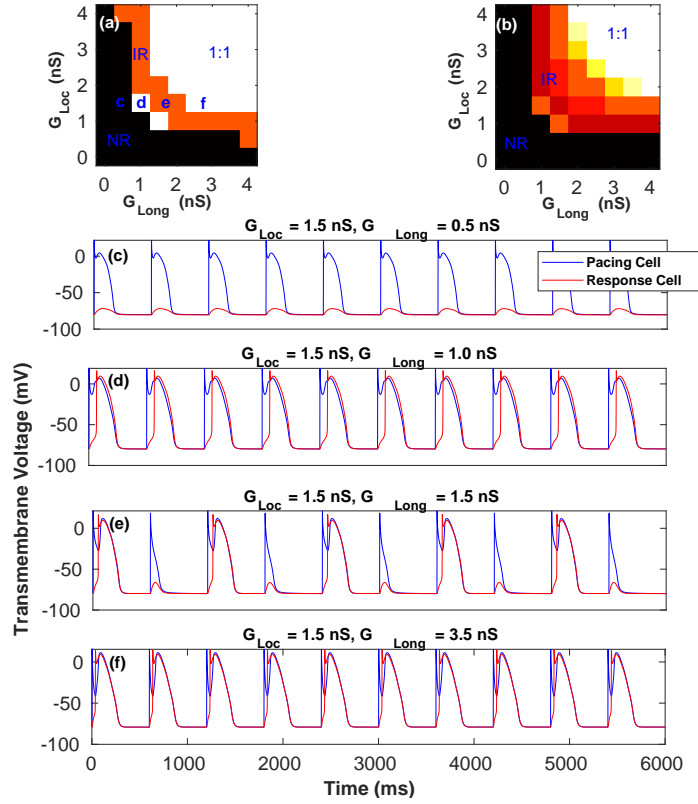 (a)
4
3
2
1
0
G_Loc (nS)
IR
1:1
c d e f
NR
0 1 2 3 4
G_Long (nS)
(b)
4
3
2
1
0
G_Loc (nS)
1:1
IR
NR
0 1 2 3 4
G_Long (nS)
G_Loc = 1.5 nS, G_Long = 0.5 nS
(c)
0
-50
-100
Pacing Cell
Response Cell
G_Loc = 1.5 nS, G_Long = 1.0 nS
(d)
0
-50
-100
G_Loc = 1.5 nS, G_Long = 1.5 nS
(e)
0
-50
-100
G_Loc = 1.5 nS, G_Long = 3.5 nS
(f)
0
-50
-100
0 1000 2000 3000 4000 5000 6000
Time (ms)
Transmembrane Voltage (mV)